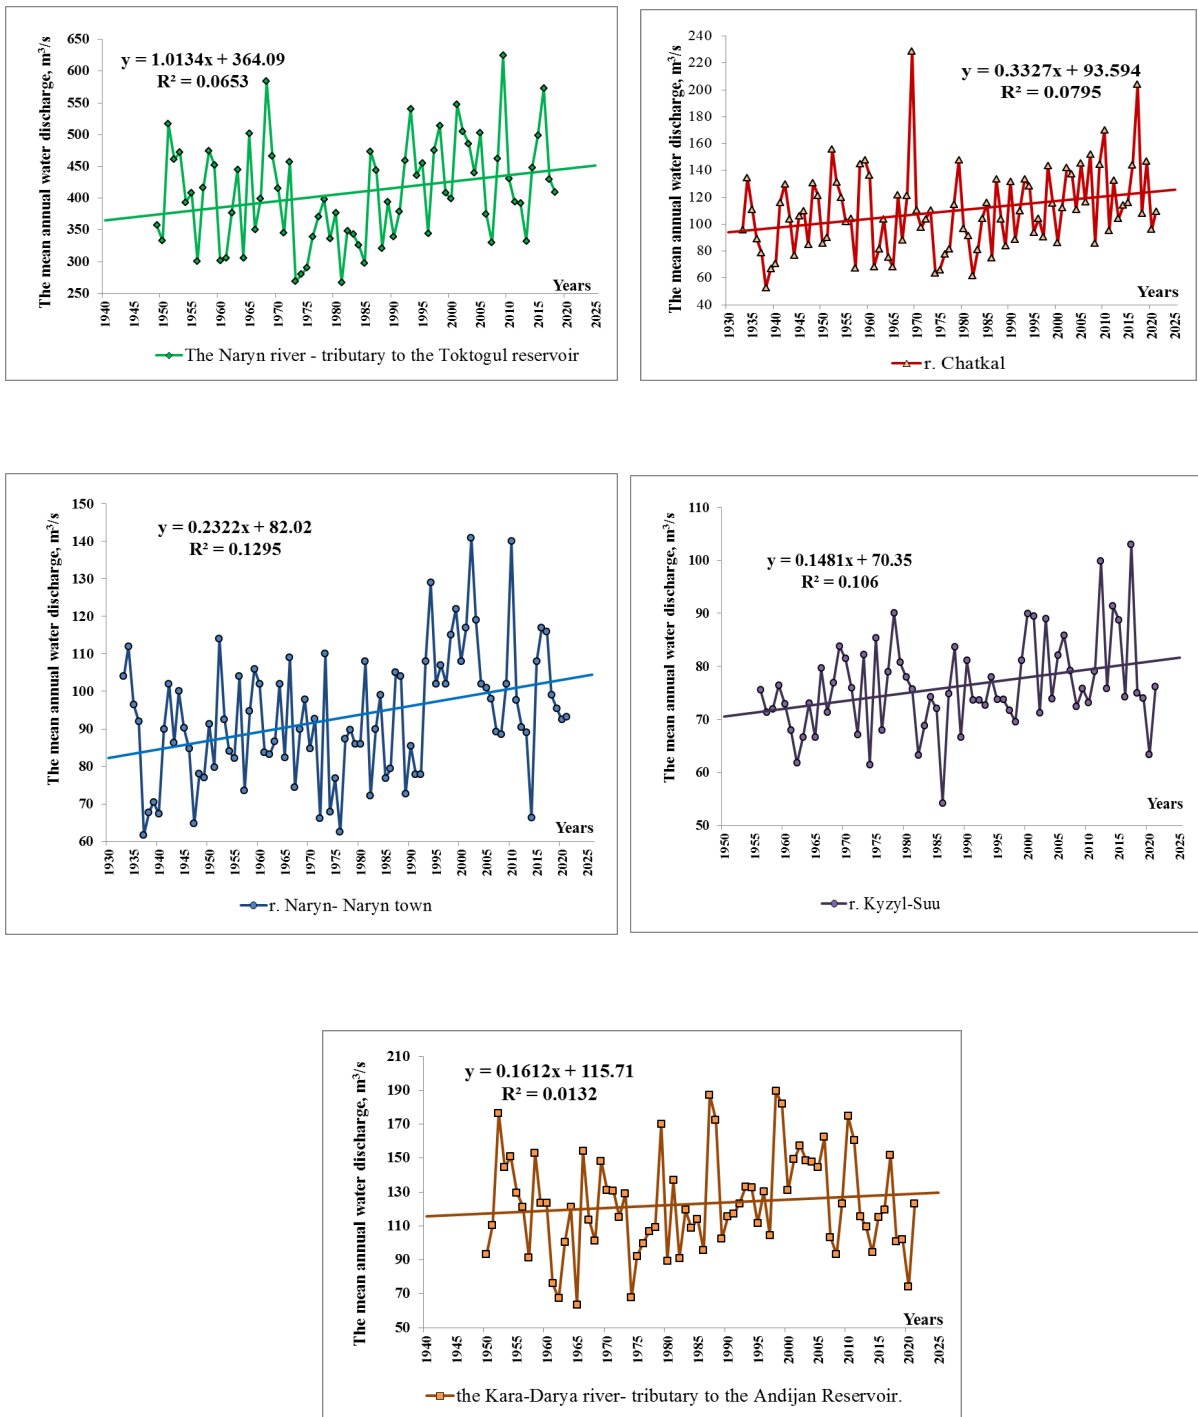 The mean annual water discharge, m³/s
650
600
550
500
450
400
350
300
250
y = 1.0134x + 364.09
R² = 0.0653
Years
1940 1945 1950 1955 1960 1965 1970 1975 1980 1985 1990 1995 2000 2005 2010 2015 2020 2025
The Naryn river - tributary to the Toktogul reservoir
The mean annual water discharge, m³/s
240
220
200
180
160
140
120
100
80
60
40
y = 0.3327x + 93.594
R² = 0.0795
Years
1930 1935 1940 1945 1950 1955 1960 1965 1970 1975 1980 1985 1990 1995 2000 2005 2010 2015 2020 2025
r. Chatkal
The mean annual water discharge, m³/s
150
140
130
120
110
100
90
80
70
60
y = 0.2322x + 82.02
R² = 0.1295
Years
1930 1935 1940 1945 1950 1955 1960 1965 1970 1975 1980 1985 1990 1995 2000 2005 2010 2015 2020 2025
r. Naryn- Naryn town
The mean annual water discharge, m³/s
110
100
90
80
70
60
50
y = 0.1481x + 70.35
R² = 0.106
Years
1950 1955 1960 1965 1970 1975 1980 1985 1990 1995 2000 2005 2010 2015 2020 2025
r. Kyzyl-Suu
The mean annual water discharge, m³/s
210
190
170
150
130
110
90
70
50
y = 0.1612x + 115.71
R² = 0.0132
Years
1940 1945 1950 1955 1960 1965 1970 1975 1980 1985 1990 1995 2000 2005 2010 2015 2020 2025
the Kara-Darya river- tributary to the Andijan Reservoir.